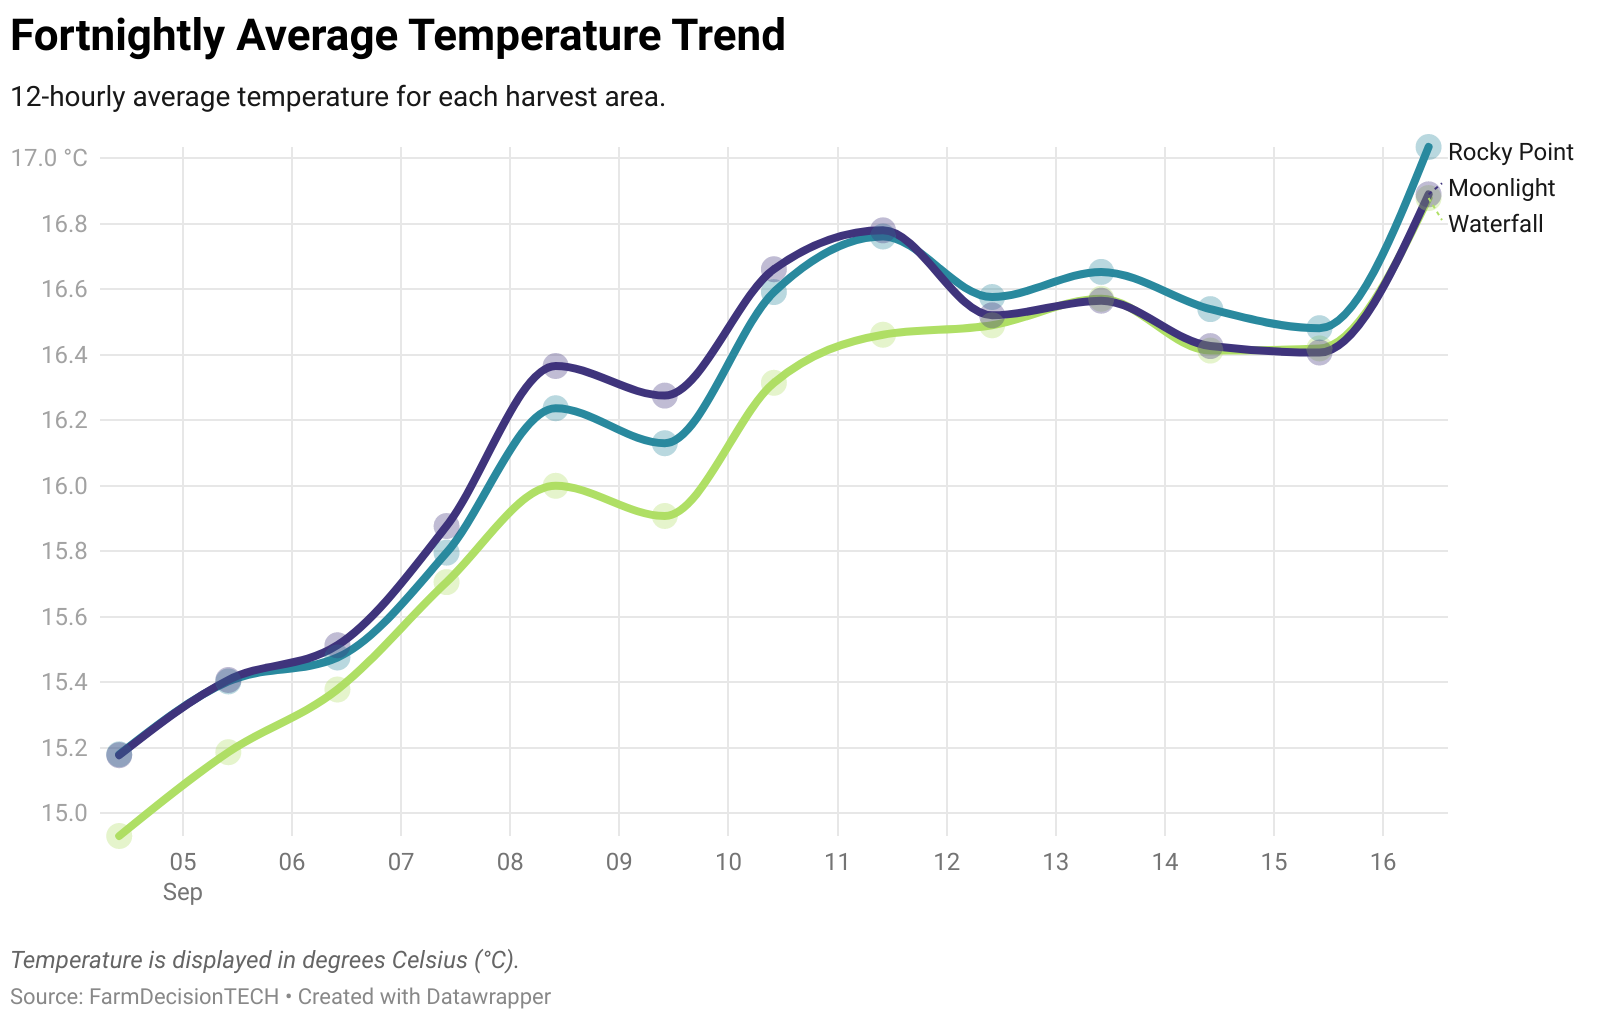 Fortnightly Average Temperature Trend
12-hourly average temperature for each harvest area.
17.0 °C
16.8
16.6
16.4
16.2
16.0
15.8
15.6
15.4
15.2
15.0
Rocky Point
Moonlight
Waterfall
05 06 07 08 09 10 11 12 13 14 15 16
Sep
Temperature is displayed in degrees Celsius (°C).
Source: FarmDecisionTECH • Created with Datawrapper